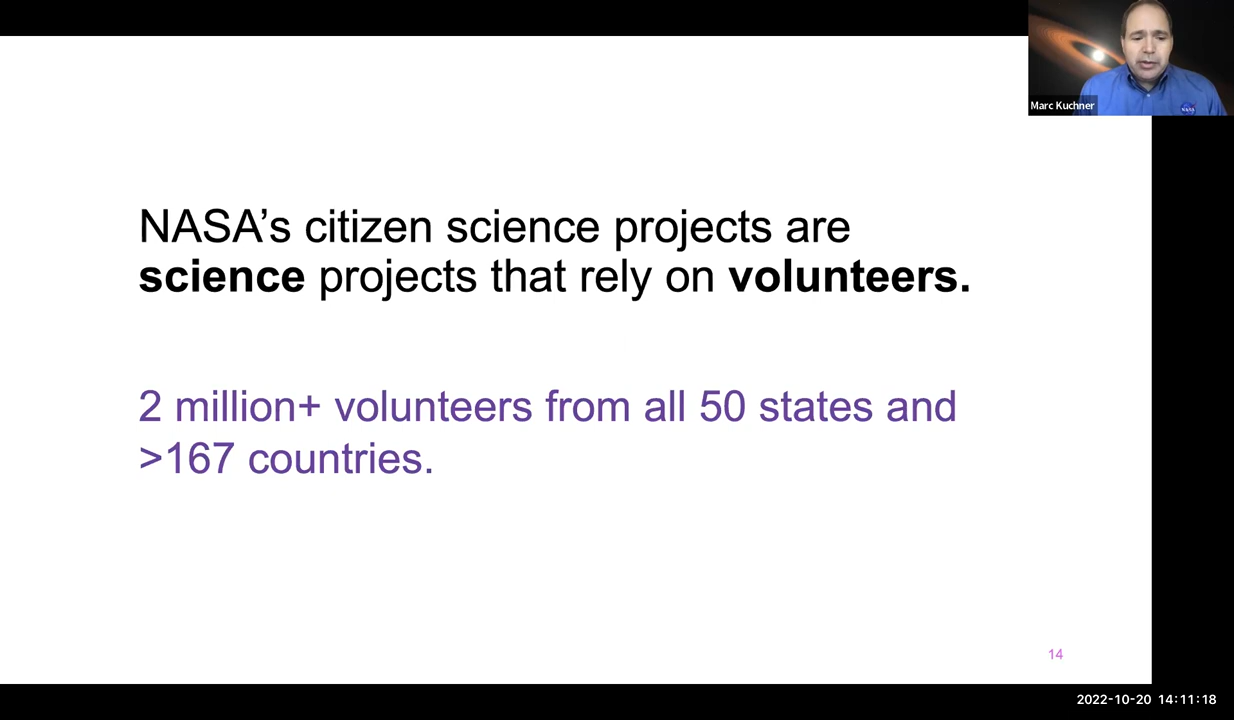 Marc Kuchner
NASA
NASA’s citizen science projects are
science projects that rely on volunteers.
2 million+ volunteers from all 50 states and
>167 countries.
14
2022-10-20 14:11:18